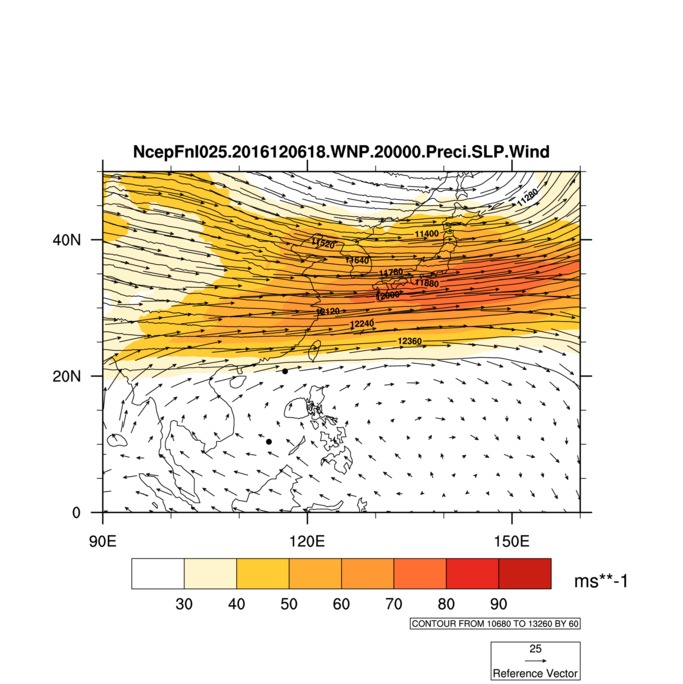 NcepFnl025.2016120618.WNP.20000.Preci.SLP.Wind
11280
11400
40N
11520
11640
11760
11880
12000
12120
12240
12360
20N
0
90E 120E 150E
ms**-1
30 40 50 60 70 80 90
CONTOUR FROM 10680 TO 13260 BY 60
25
Reference Vector